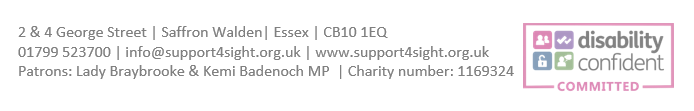 2 & 4 George Street | Saffron Walden| Essex | CB10 1EQ
01799 523700 | info@support4sight.org.uk | www.support4sight.org.uk
Patrons: Lady Braybrooke & Kemi Badenoch MP | Charity number: 1169324
disability
confident
COMMITTED